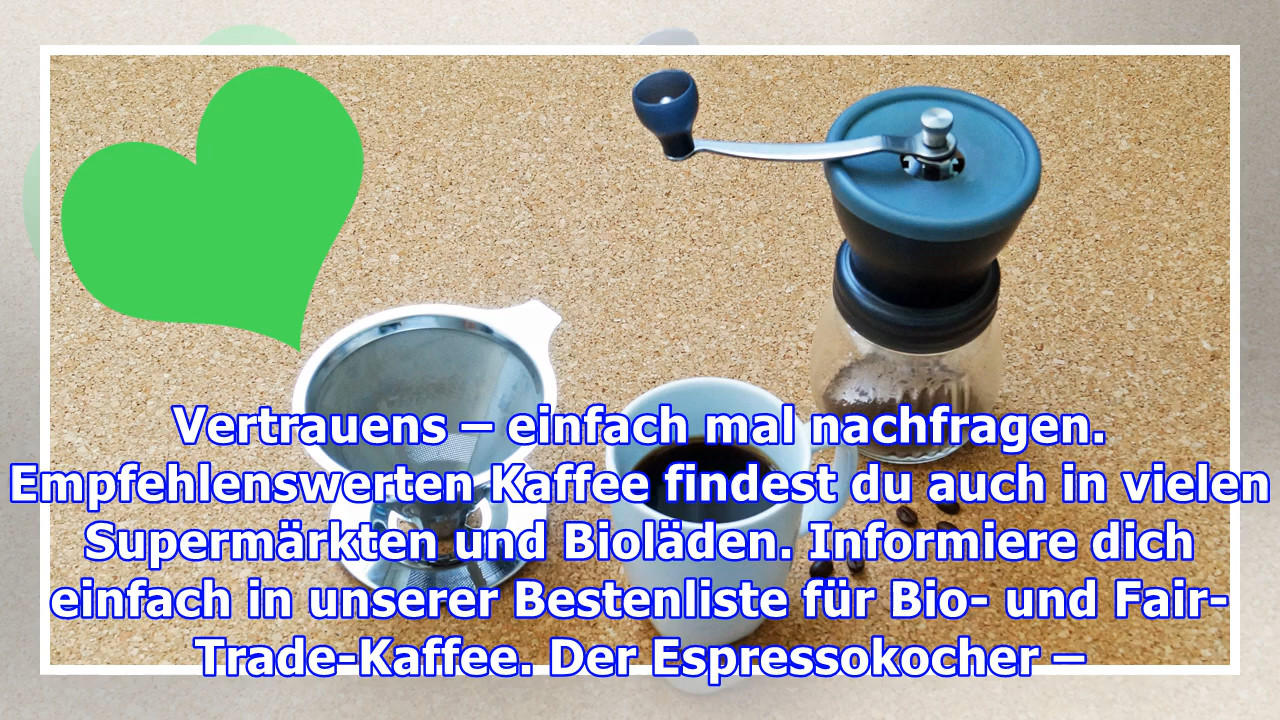 Vertrauens – einfach mal nachfragen.
Empfehlenswerten Kaffee findest du auch in vielen
Supermärkten und Bioläden. Informiere dich
einfach in unserer Bestenliste für Bio- und Fair-
Trade-Kaffee. Der Espressokocher –